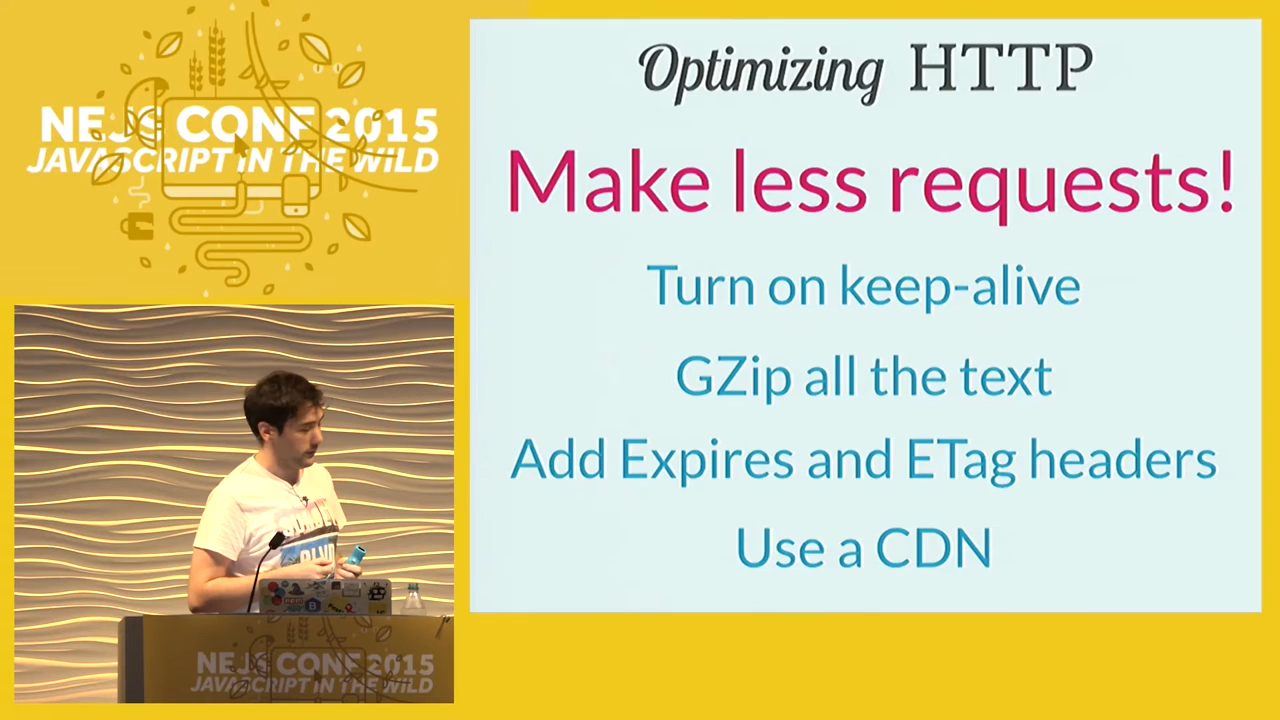 NEJS CONF 2015
JAVASCRIPT IN THE WILD
Optimizing HTTP
Make less requests!
Turn on keep-alive
GZip all the text
Add Expires and ETag headers
Use a CDN
NEJS CONF 2015
JAVASCRIPT IN THE WILD